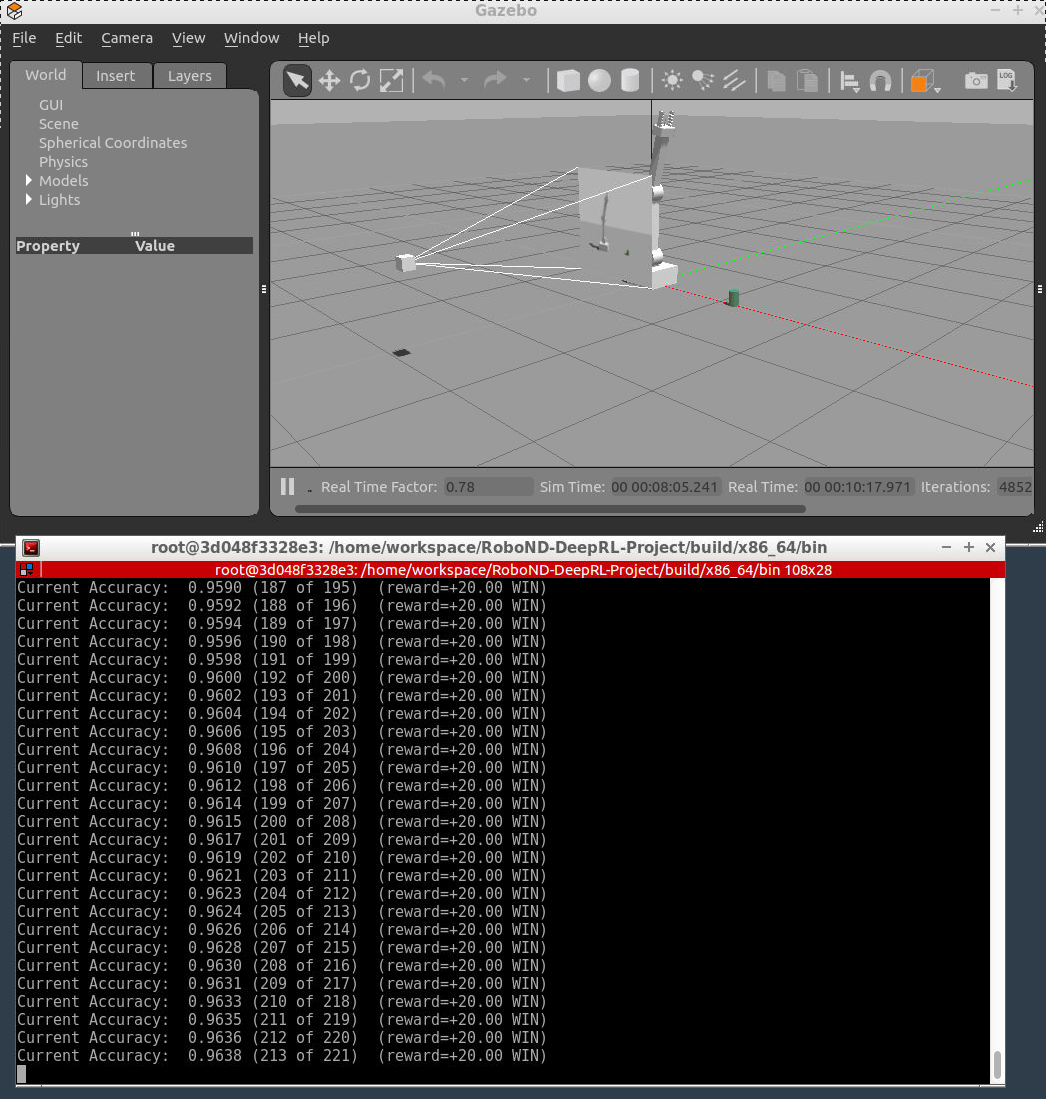 Gazebo
File Edit Camera View Window Help
World Insert Layers
GUI
Scene
Spherical Coordinates
Physics
Models
Lights
Property Value
LOG
Real Time Factor: 0.78 Sim Time: 00 00:08:05.241 Real Time: 00 00:10:17.971 Iterations: 4852
root@3d048f3328e3: /home/workspace/RoboND-DeepRL-Project/build/x86_64/bin
root@3d048f3328e3: /home/workspace/RoboND-DeepRL-Project/build/x86_64/bin 108x28
Current Accuracy: 0.9590 (187 of 195) (reward=+20.00 WIN)
Current Accuracy: 0.9592 (188 of 196) (reward=+20.00 WIN)
Current Accuracy: 0.9594 (189 of 197) (reward=+20.00 WIN)
Current Accuracy: 0.9596 (190 of 198) (reward=+20.00 WIN)
Current Accuracy: 0.9598 (191 of 199) (reward=+20.00 WIN)
Current Accuracy: 0.9600 (192 of 200) (reward=+20.00 WIN)
Current Accuracy: 0.9602 (193 of 201) (reward=+20.00 WIN)
Current Accuracy: 0.9604 (194 of 202) (reward=+20.00 WIN)
Current Accuracy: 0.9606 (195 of 203) (reward=+20.00 WIN)
Current Accuracy: 0.9608 (196 of 204) (reward=+20.00 WIN)
Current Accuracy: 0.9610 (197 of 205) (reward=+20.00 WIN)
Current Accuracy: 0.9612 (198 of 206) (reward=+20.00 WIN)
Current Accuracy: 0.9614 (199 of 207) (reward=+20.00 WIN)
Current Accuracy: 0.9615 (200 of 208) (reward=+20.00 WIN)
Current Accuracy: 0.9617 (201 of 209) (reward=+20.00 WIN)
Current Accuracy: 0.9619 (202 of 210) (reward=+20.00 WIN)
Current Accuracy: 0.9621 (203 of 211) (reward=+20.00 WIN)
Current Accuracy: 0.9623 (204 of 212) (reward=+20.00 WIN)
Current Accuracy: 0.9624 (205 of 213) (reward=+20.00 WIN)
Current Accuracy: 0.9626 (206 of 214) (reward=+20.00 WIN)
Current Accuracy: 0.9628 (207 of 215) (reward=+20.00 WIN)
Current Accuracy: 0.9630 (208 of 216) (reward=+20.00 WIN)
Current Accuracy: 0.9631 (209 of 217) (reward=+20.00 WIN)
Current Accuracy: 0.9633 (210 of 218) (reward=+20.00 WIN)
Current Accuracy: 0.9635 (211 of 219) (reward=+20.00 WIN)
Current Accuracy: 0.9636 (212 of 220) (reward=+20.00 WIN)
Current Accuracy: 0.9638 (213 of 221) (reward=+20.00 WIN)